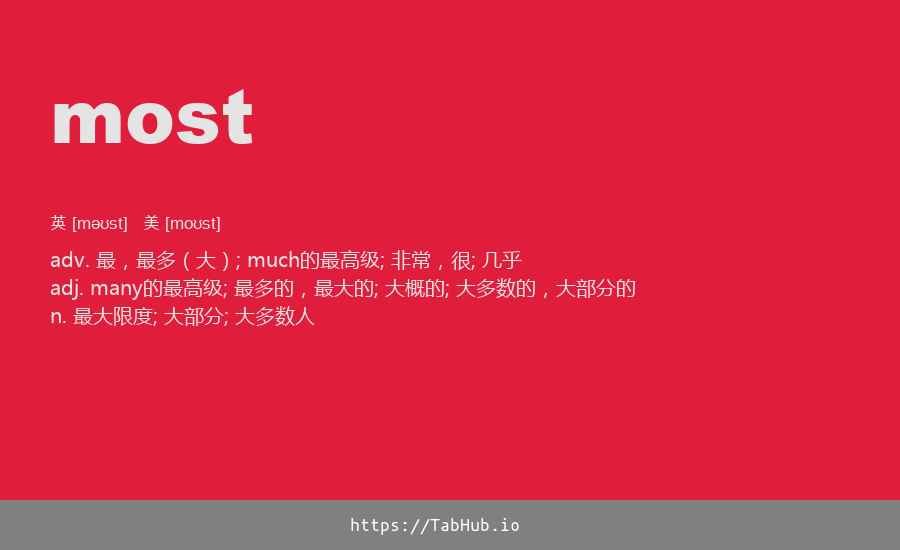 most
英 [məʊst] 美 [moʊst]
adv. 最，最多（大）; much的最高级; 非常，很; 几乎
adj. many的最高级; 最多的，最大的; 大概的; 大多数的，大部分的
n. 最大限度; 大部分; 大多数人
https://TabHub.io